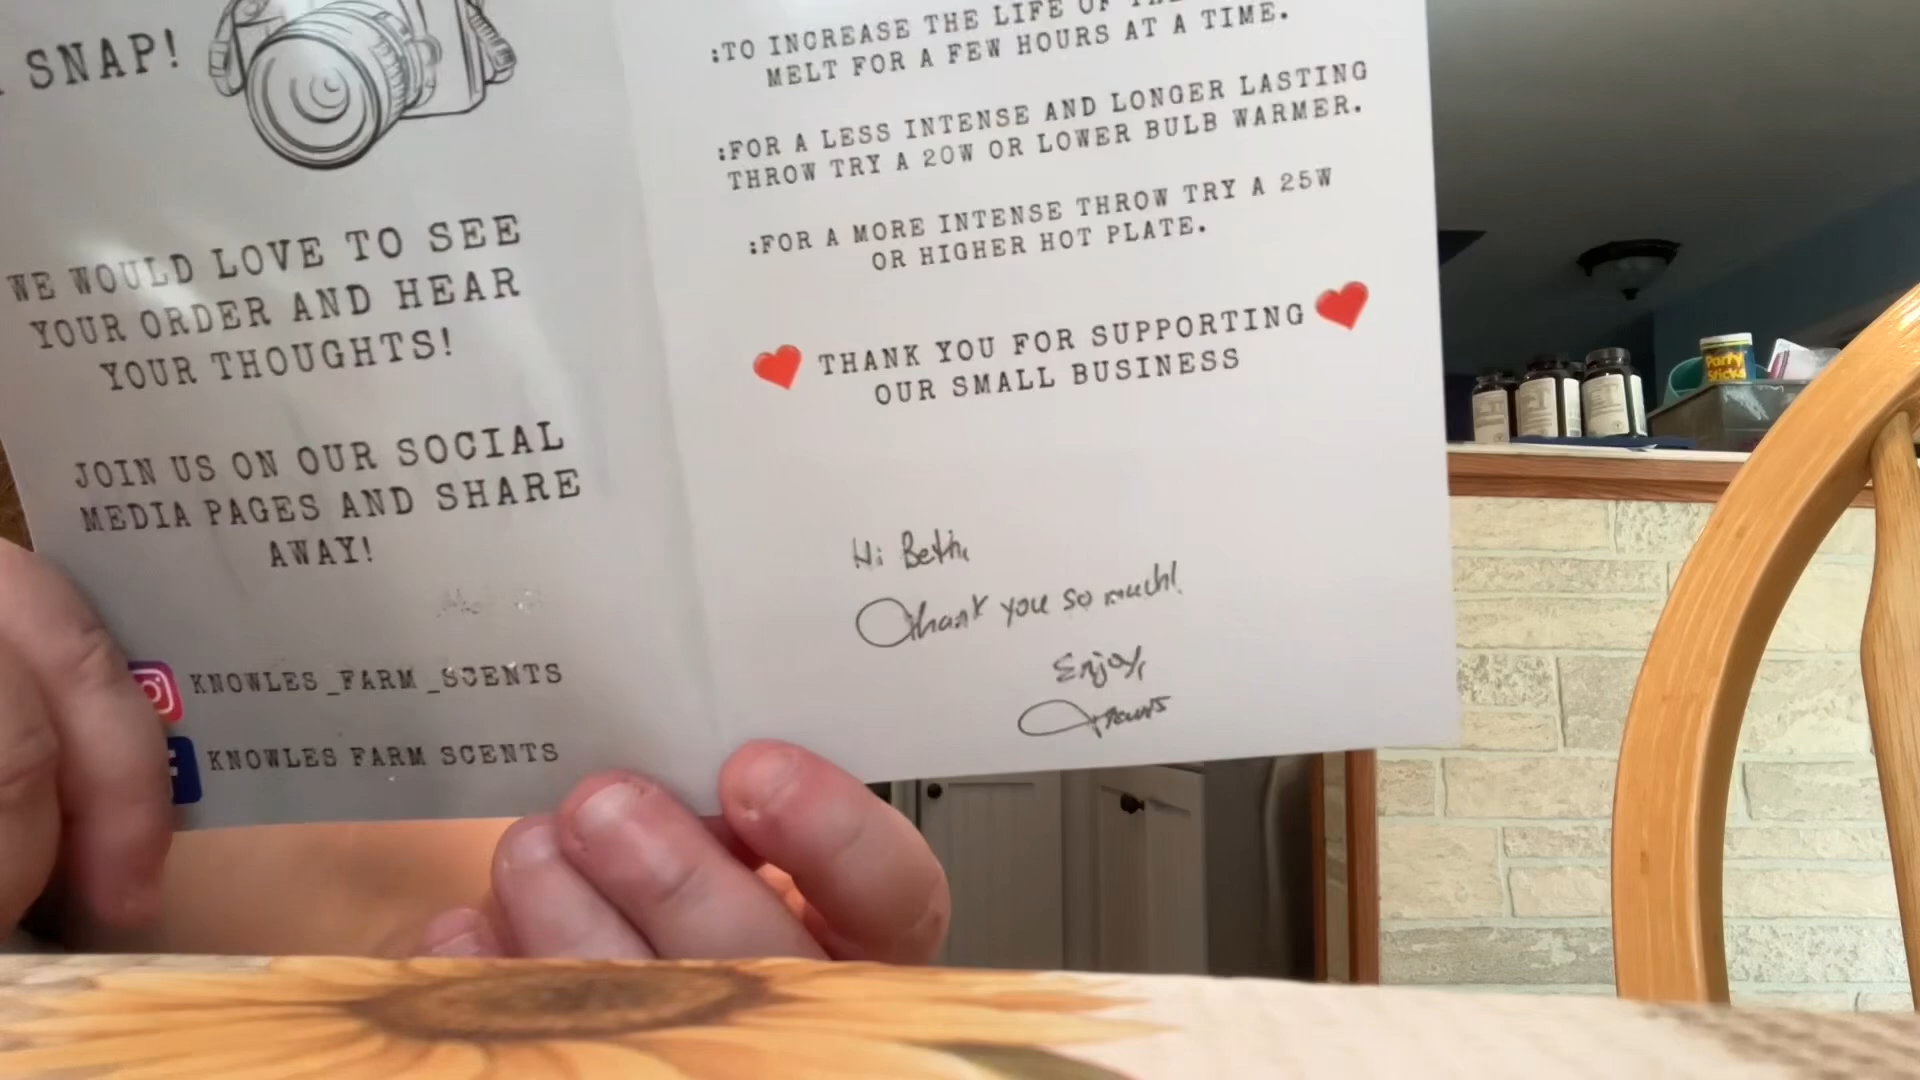 SNAP!
WE WOULD LOVE TO SEE
YOUR ORDER AND HEAR
YOUR THOUGHTS!
JOIN US ON OUR SOCIAL
MEDIA PAGES AND SHARE
AWAY!
KNOWLES_FARM_SCENTS
KNOWLES FARM SCENTS
:TO INCREASE THE LIFE OF
MELT FOR A FEW HOURS AT A TIME.
:FOR A LESS INTENSE AND LONGER LASTING
THROW TRY A 20W OR LOWER BULB WARMER.
:FOR A MORE INTENSE THROW TRY A 25W
OR HIGHER HOT PLATE.
THANK YOU FOR SUPPORTING
OUR SMALL BUSINESS
Hi Beth,
Thank you so much!
Enjoy,
Party
Sticks